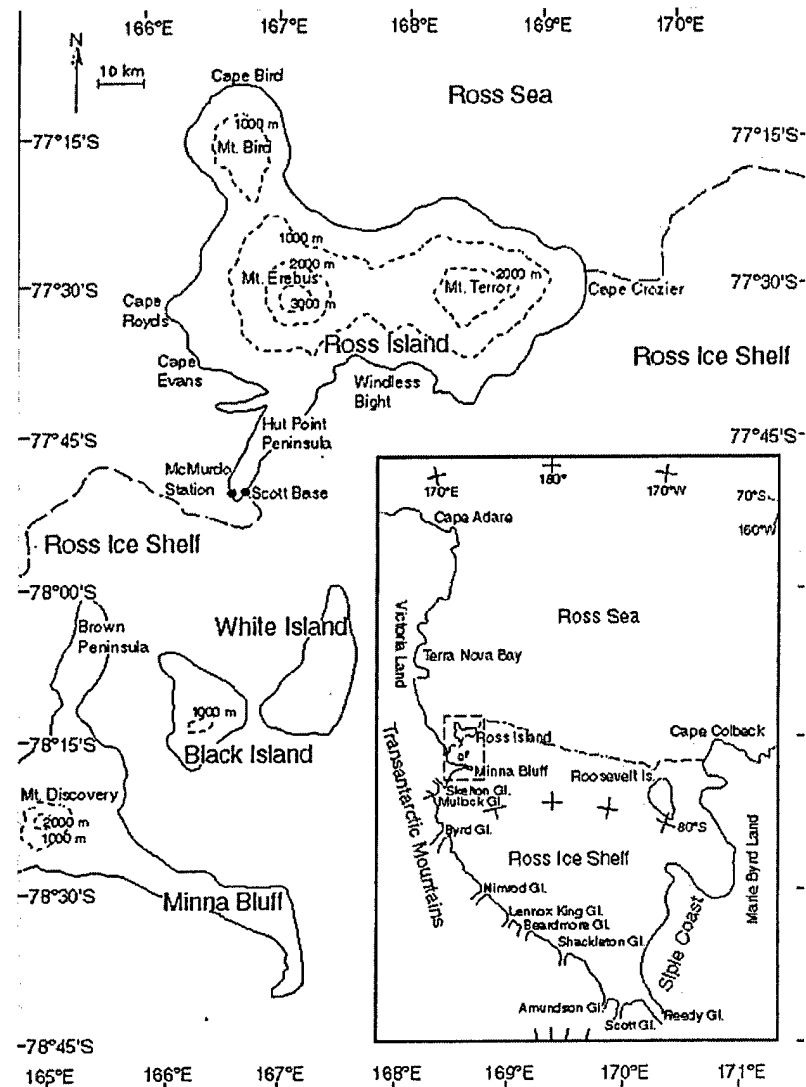 166°E 167°E 168°E 169°E 170°E
N
10 km
Cape Bird
Ross Sea
1000 m
Mt. Bird
77°15'S
77°15'S
1000 m
2000 m
Mt. Erebus
3000 m
2000 m
Mt. Terror
77°30'S
77°30'S
Cape Crozier
Cape
Royds
Ross Island
Ross Ice Shelf
Cape
Evans
Windless
Bight
Hut Point
Peninsula
77°45'S
77°45'S
McMurdo
Station
Scott Base
Ross Ice Shelf
78°00'S
Brown
Peninsula
White Island
1000 m
Black Island
78°15'S
Mt. Discovery
2000 m
1000 m
78°30'S
Minna Bluff
78°45'S
165°E 166°E 167°E 168°E 169°E 170°E 171°E
170°E 180° 170°W
70°S
160°W
Cape Adare
Victoria Land
Ross Sea
Terra Nova Bay
Ross Island
Cape Colbeck
Minna Bluff
Roosevelt Is.
Skelton Gl.
Mulock Gl.
Transantarctic Mountains
Byrd Gl.
80°S
Ross Ice Shelf
Marie Byrd Land
Nimrod Gl.
Lennox King Gl.
Beardmore Gl.
Siple Coast
Shackleton Gl.
Amundson Gl.
Scott Gl.
Reedy Gl.